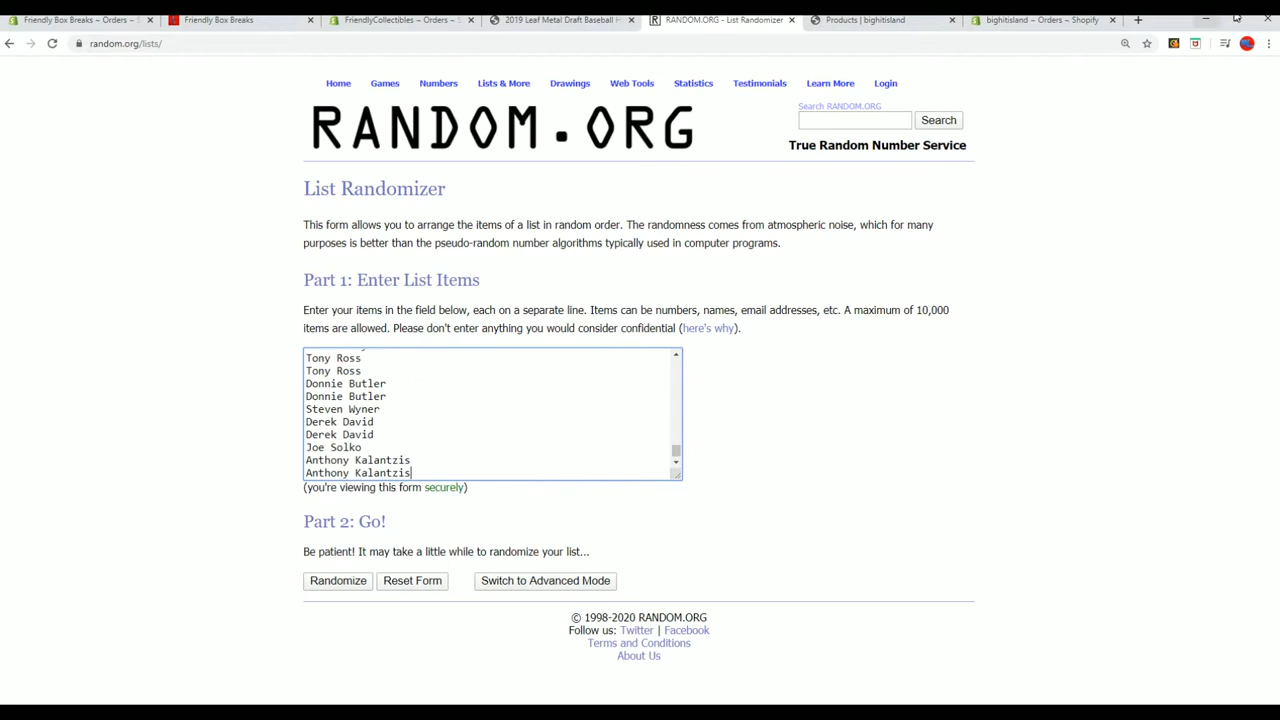 Friendly Box Breaks ~ Orders ~ S
Friendly Box Breaks
FriendlyCollectibles ~ Orders ~ S
2019 Leaf Metal Draft Baseball H
RANDOM.ORG - List Randomizer
Products | bighitisland
bighitisland ~ Orders ~ Shopify
random.org/lists/
Home Games Numbers Lists & More Drawings Web Tools Statistics Testimonials Learn More Login
RANDOM.ORG
Search RANDOM.ORG
Search
True Random Number Service
List Randomizer
This form allows you to arrange the items of a list in random order. The randomness comes from atmospheric noise, which for many
purposes is better than the pseudo-random number algorithms typically used in computer programs.
Part 1: Enter List Items
Enter your items in the field below, each on a separate line. Items can be numbers, names, email addresses, etc. A maximum of 10,000
items are allowed. Please don't enter anything you would consider confidential (here's why).
Tony Ross
Tony Ross
Donnie Butler
Donnie Butler
Steven Wyner
Derek David
Derek David
Joe Solko
Anthony Kalantzis
Anthony Kalantzis
(you're viewing this form securely)
Part 2: Go!
Be patient! It may take a little while to randomize your list...
Randomize Reset Form Switch to Advanced Mode
© 1998-2020 RANDOM.ORG
Follow us: Twitter | Facebook
Terms and Conditions
About Us